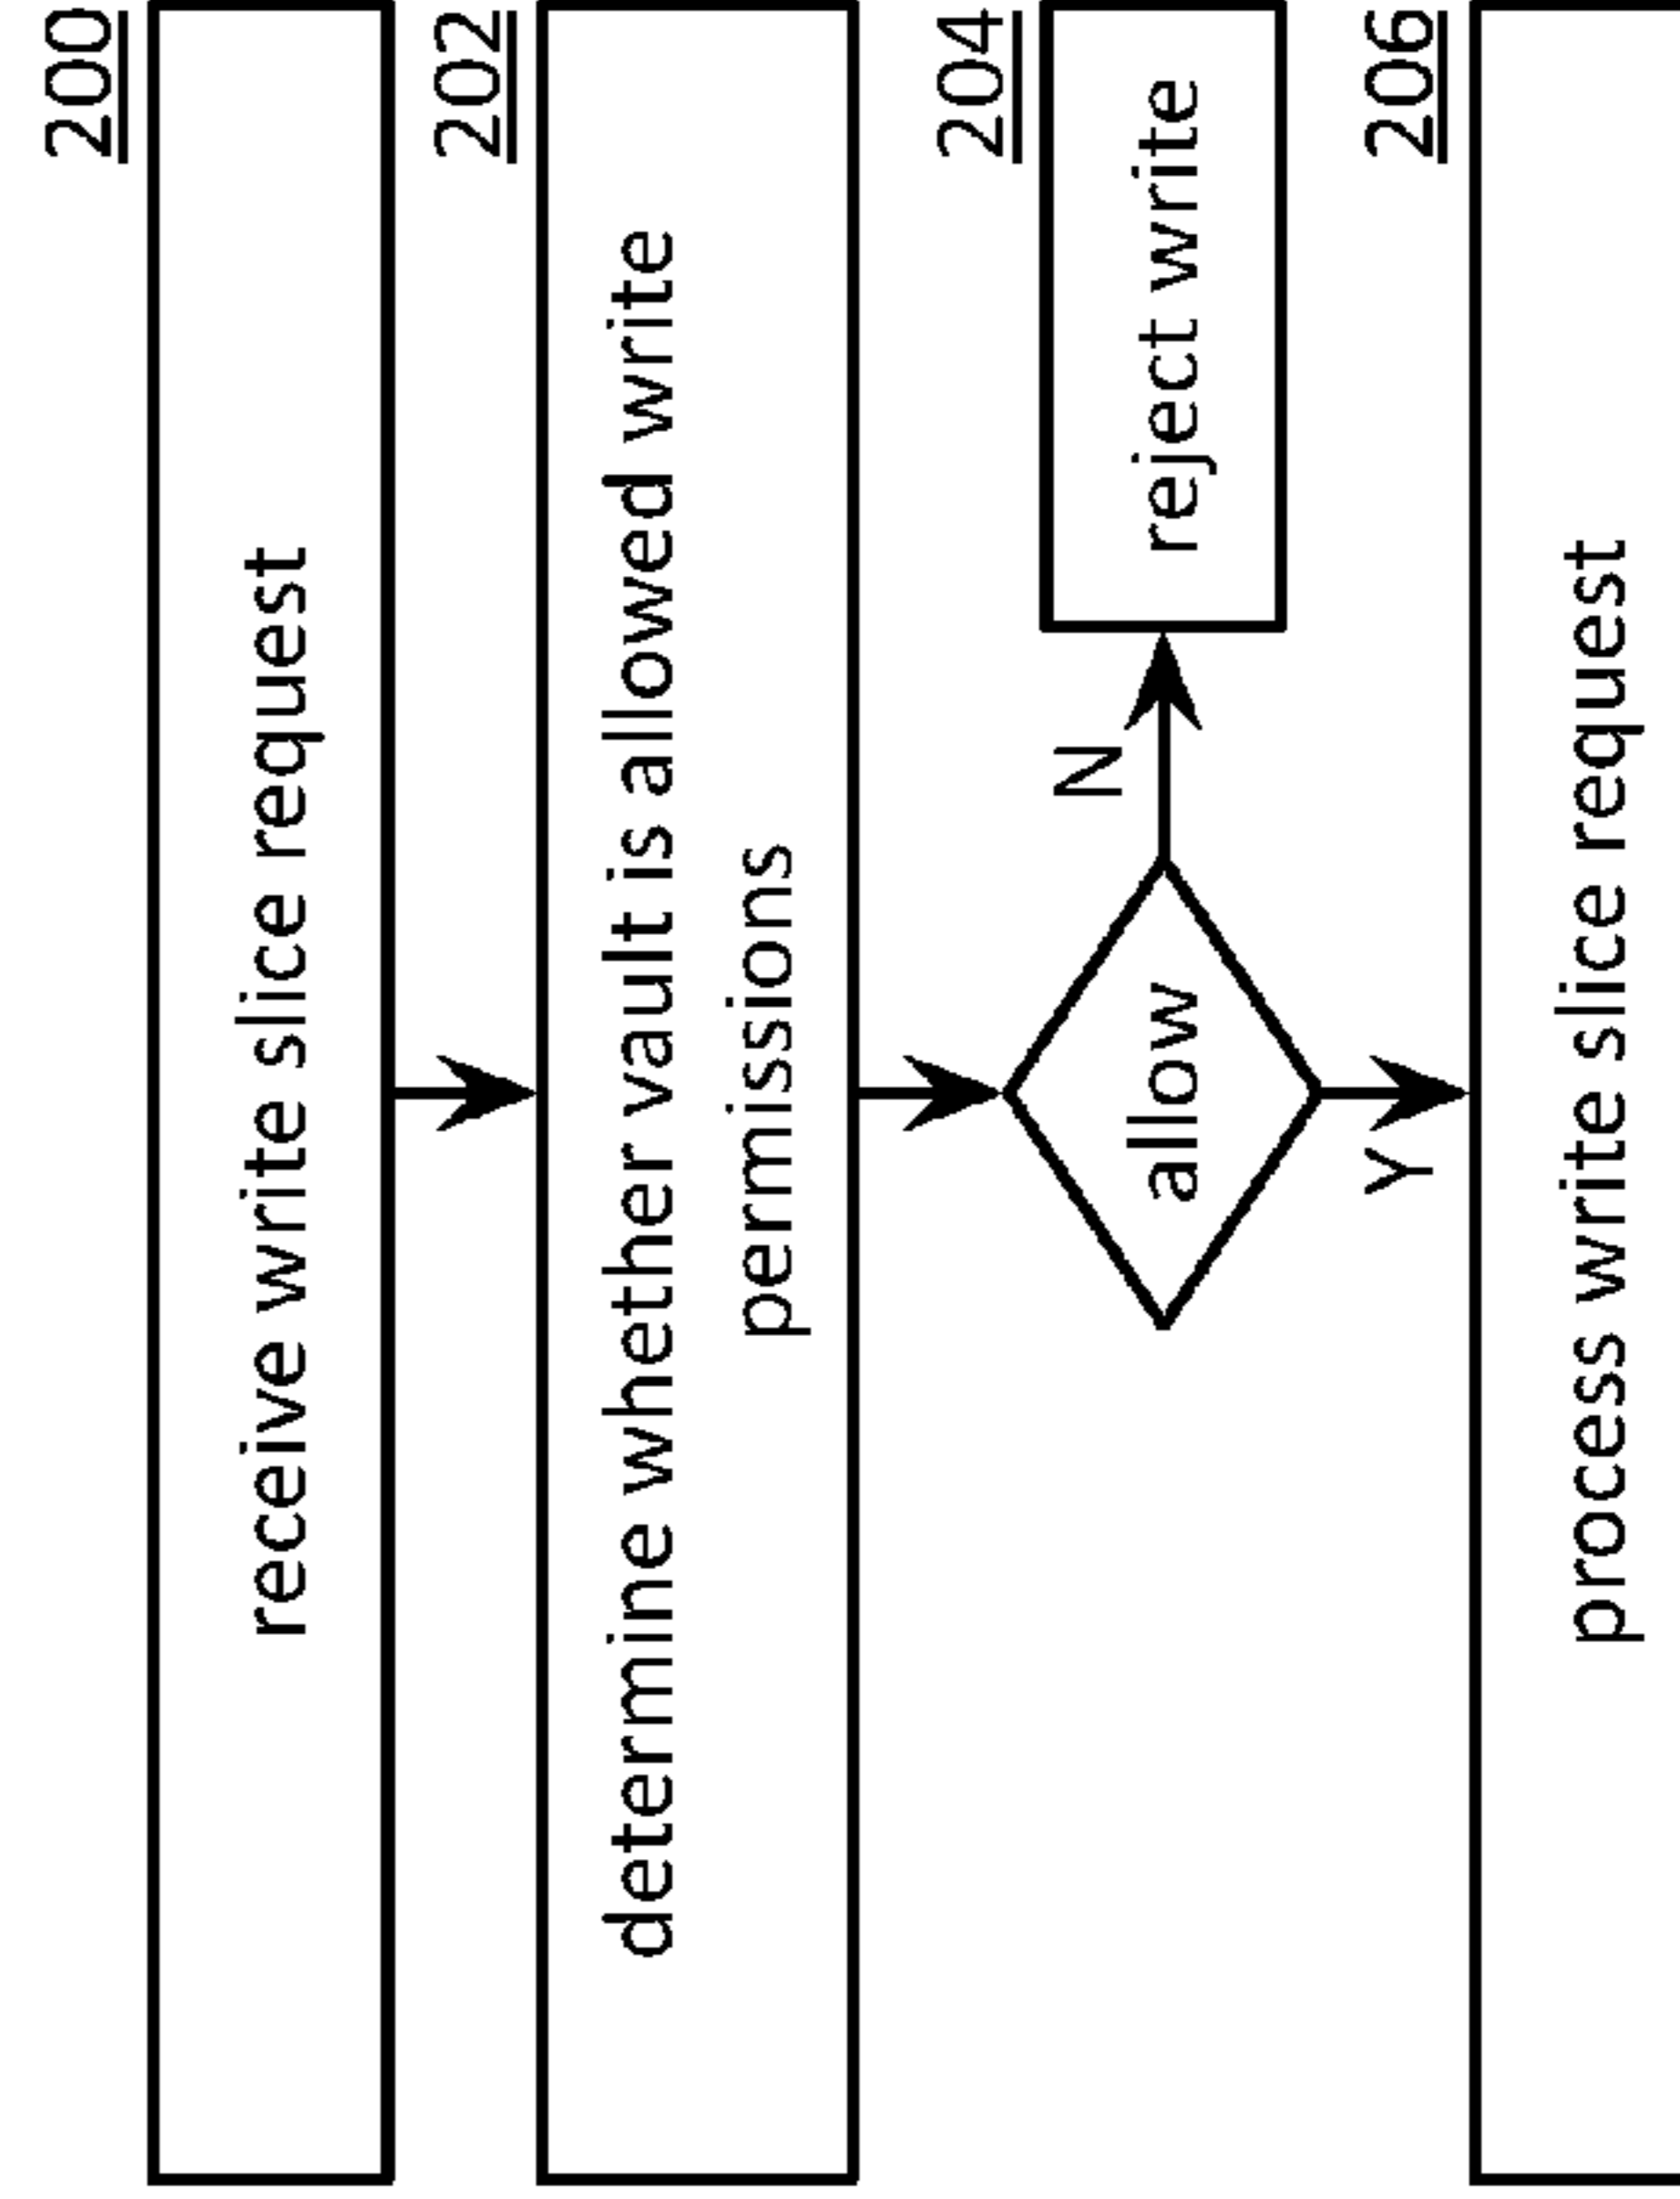 200
receive write slice request
202
determine whether vault is allowed write
permissions
204
allow
N
reject write
Y
206
process write slice request